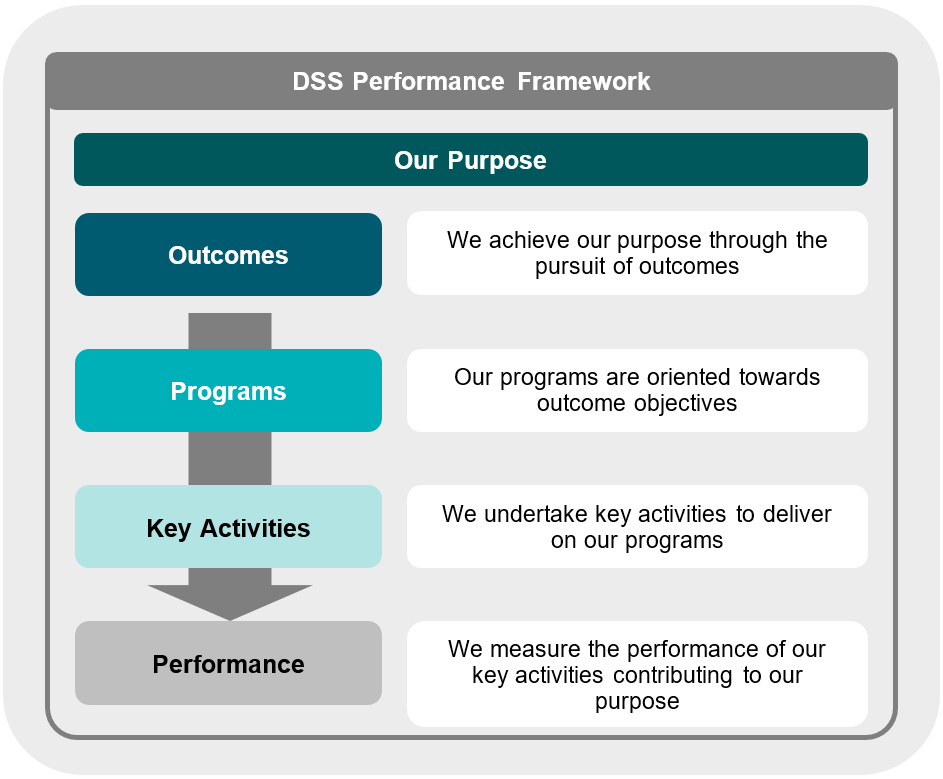 DSS Performance Framework
Our Purpose
Outcomes
We achieve our purpose through the
pursuit of outcomes
Programs
Our programs are oriented towards
outcome objectives
Key Activities
We undertake key activities to deliver
on our programs
Performance
We measure the performance of our
key activities contributing to our
purpose